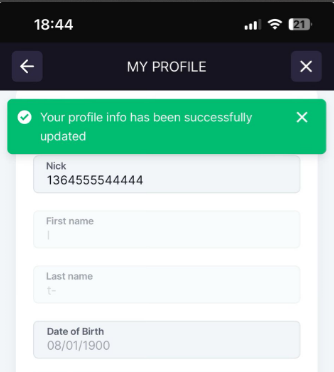 18:44
21
MY PROFILE
Your profile info has been successfully
updated
Nick
1364555544444
First name
Last name
Date of Birth
08/01/1900